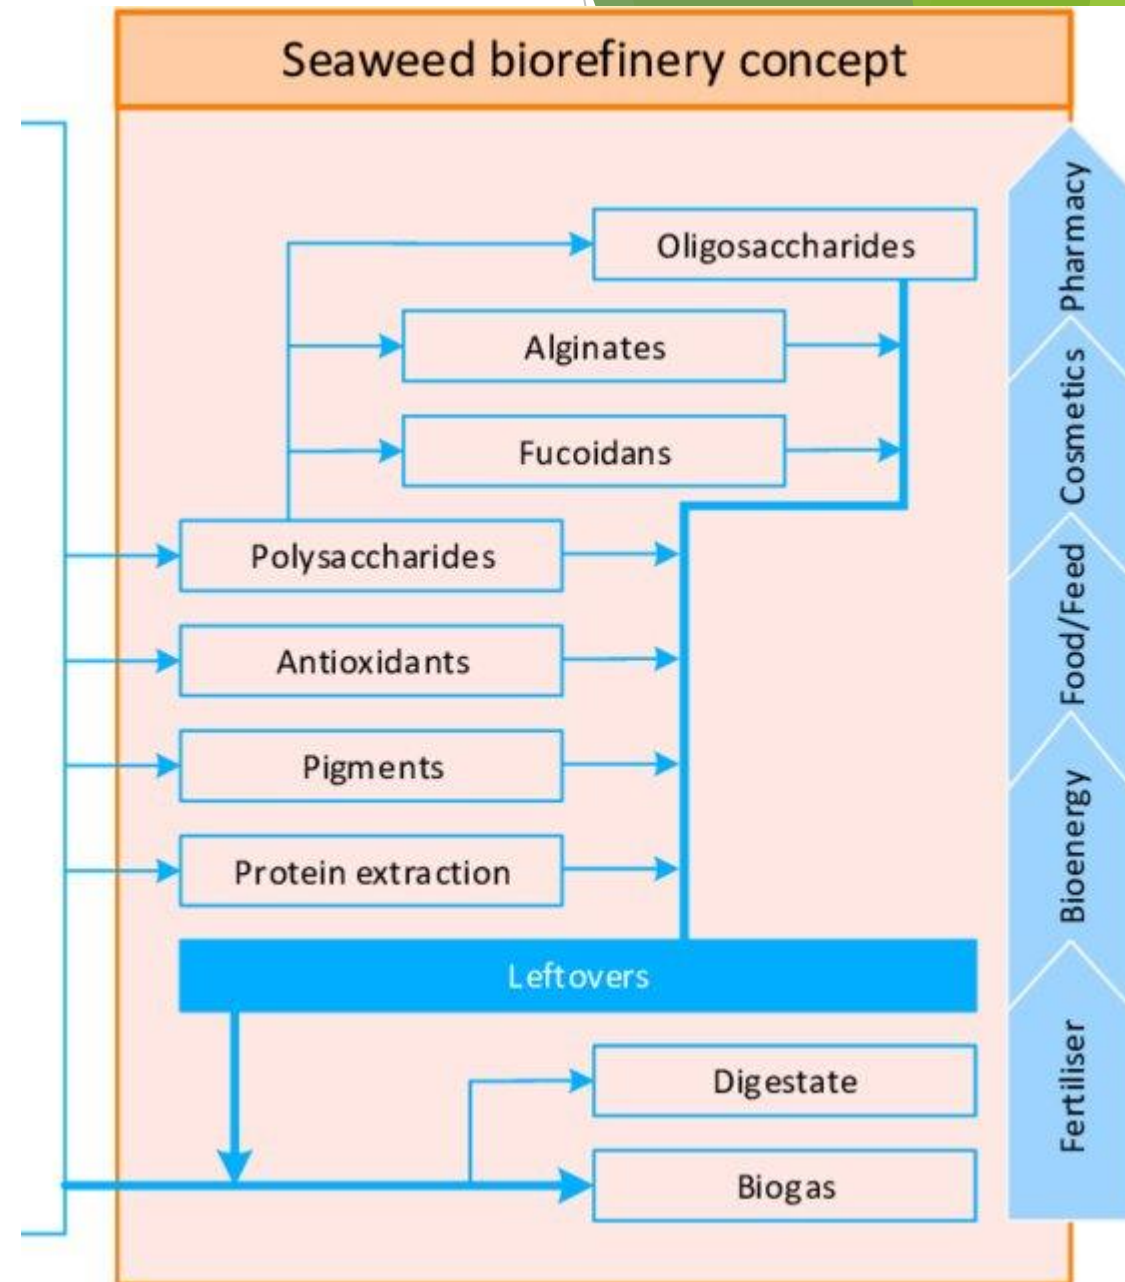 Seaweed biorefinery concept
Oligosaccharides
Alginates
Fucoidans
Polysaccharides
Antioxidants
Pigments
Protein extraction
Leftovers
Digestate
Biogas
Pharmacy
Cosmetics
Food/Feed
Bioenergy
Fertiliser